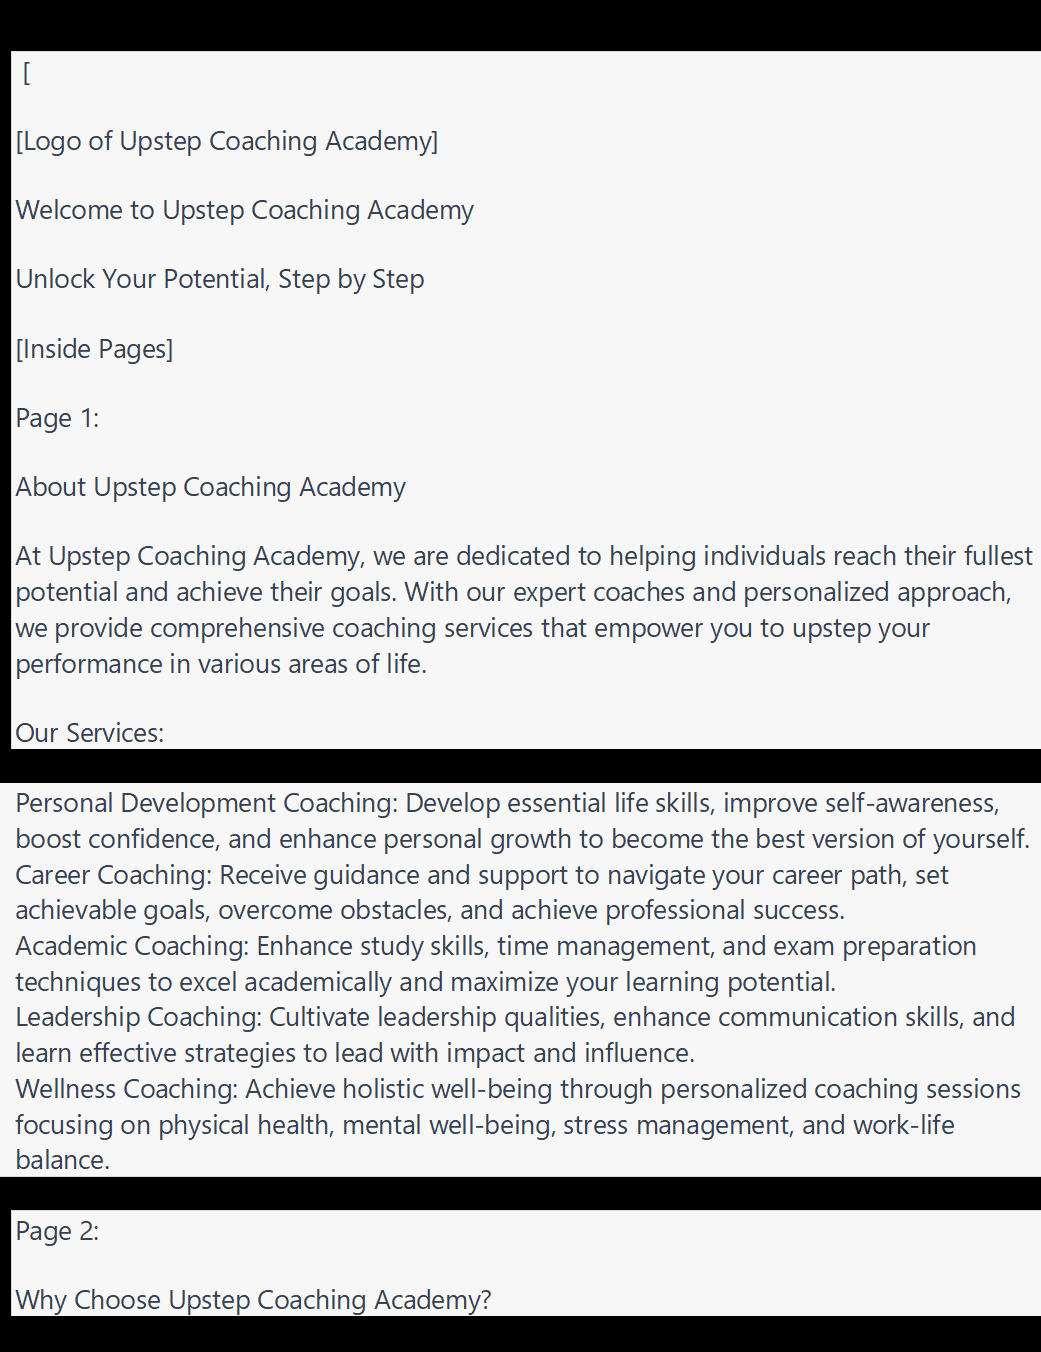 [
[Logo of Upstep Coaching Academy]
Welcome to Upstep Coaching Academy
Unlock Your Potential, Step by Step
[Inside Pages]
Page 1:
About Upstep Coaching Academy
At Upstep Coaching Academy, we are dedicated to helping individuals reach their fullest
potential and achieve their goals. With our expert coaches and personalized approach,
we provide comprehensive coaching services that empower you to upstep your
performance in various areas of life.
Our Services:
Personal Development Coaching: Develop essential life skills, improve self-awareness,
boost confidence, and enhance personal growth to become the best version of yourself.
Career Coaching: Receive guidance and support to navigate your career path, set
achievable goals, overcome obstacles, and achieve professional success.
Academic Coaching: Enhance study skills, time management, and exam preparation
techniques to excel academically and maximize your learning potential.
Leadership Coaching: Cultivate leadership qualities, enhance communication skills, and
learn effective strategies to lead with impact and influence.
Wellness Coaching: Achieve holistic well-being through personalized coaching sessions
focusing on physical health, mental well-being, stress management, and work-life
balance.
Page 2:
Why Choose Upstep Coaching Academy?